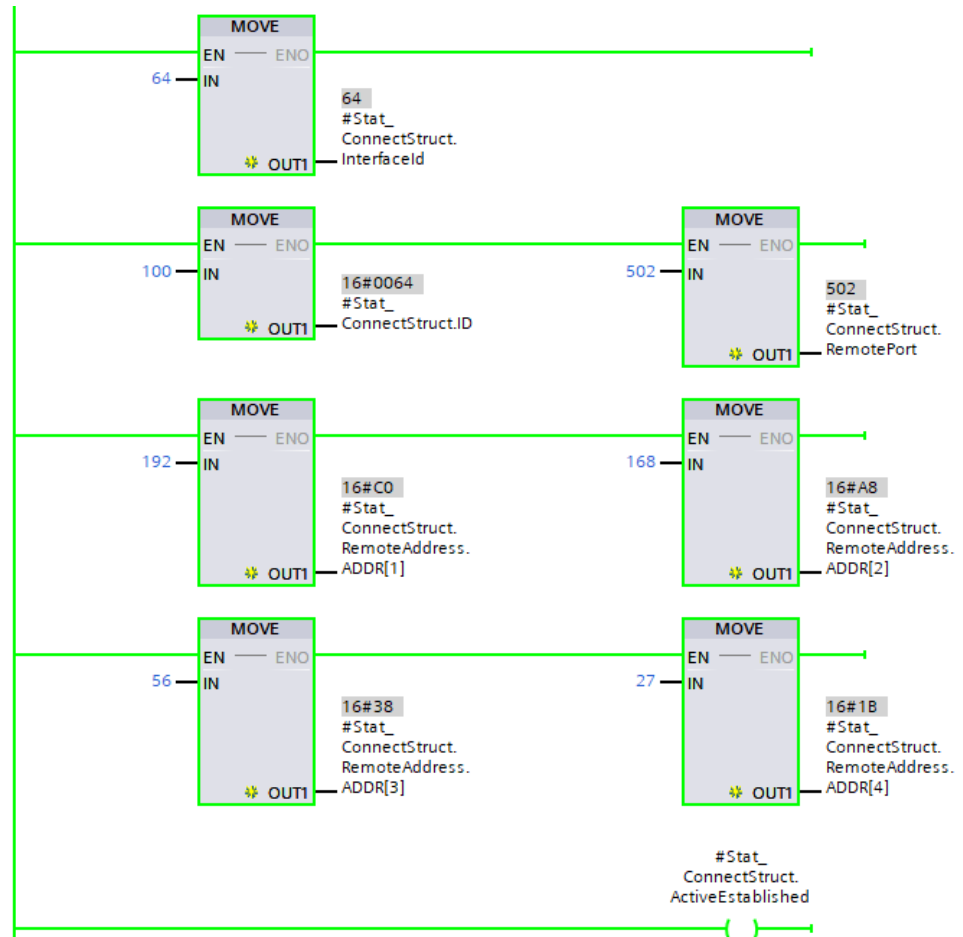 MOVE
EN ENO
64 IN
64
#Stat_
ConnectStruct.
InterfaceId
OUT1
MOVE
EN ENO
100 IN
16#0064
#Stat_
ConnectStruct.ID
OUT1
MOVE
EN ENO
502 IN
502
#Stat_
ConnectStruct.
RemotePort
OUT1
MOVE
EN ENO
192 IN
16#C0
#Stat_
ConnectStruct.
RemoteAddress.
ADDR[1]
OUT1
MOVE
EN ENO
168 IN
16#A8
#Stat_
ConnectStruct.
RemoteAddress.
ADDR[2]
OUT1
MOVE
EN ENO
56 IN
16#38
#Stat_
ConnectStruct.
RemoteAddress.
ADDR[3]
OUT1
MOVE
EN ENO
27 IN
16#1B
#Stat_
ConnectStruct.
RemoteAddress.
ADDR[4]
OUT1
#Stat_
ConnectStruct.
ActiveEstablished